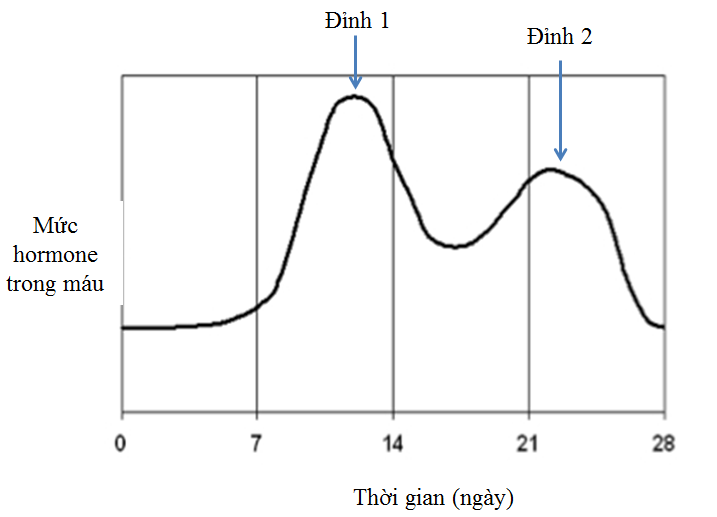 Đỉnh 1
Đỉnh 2
Mức
hormone
trong máu
0 7 14 21 28
Thời gian (ngày)